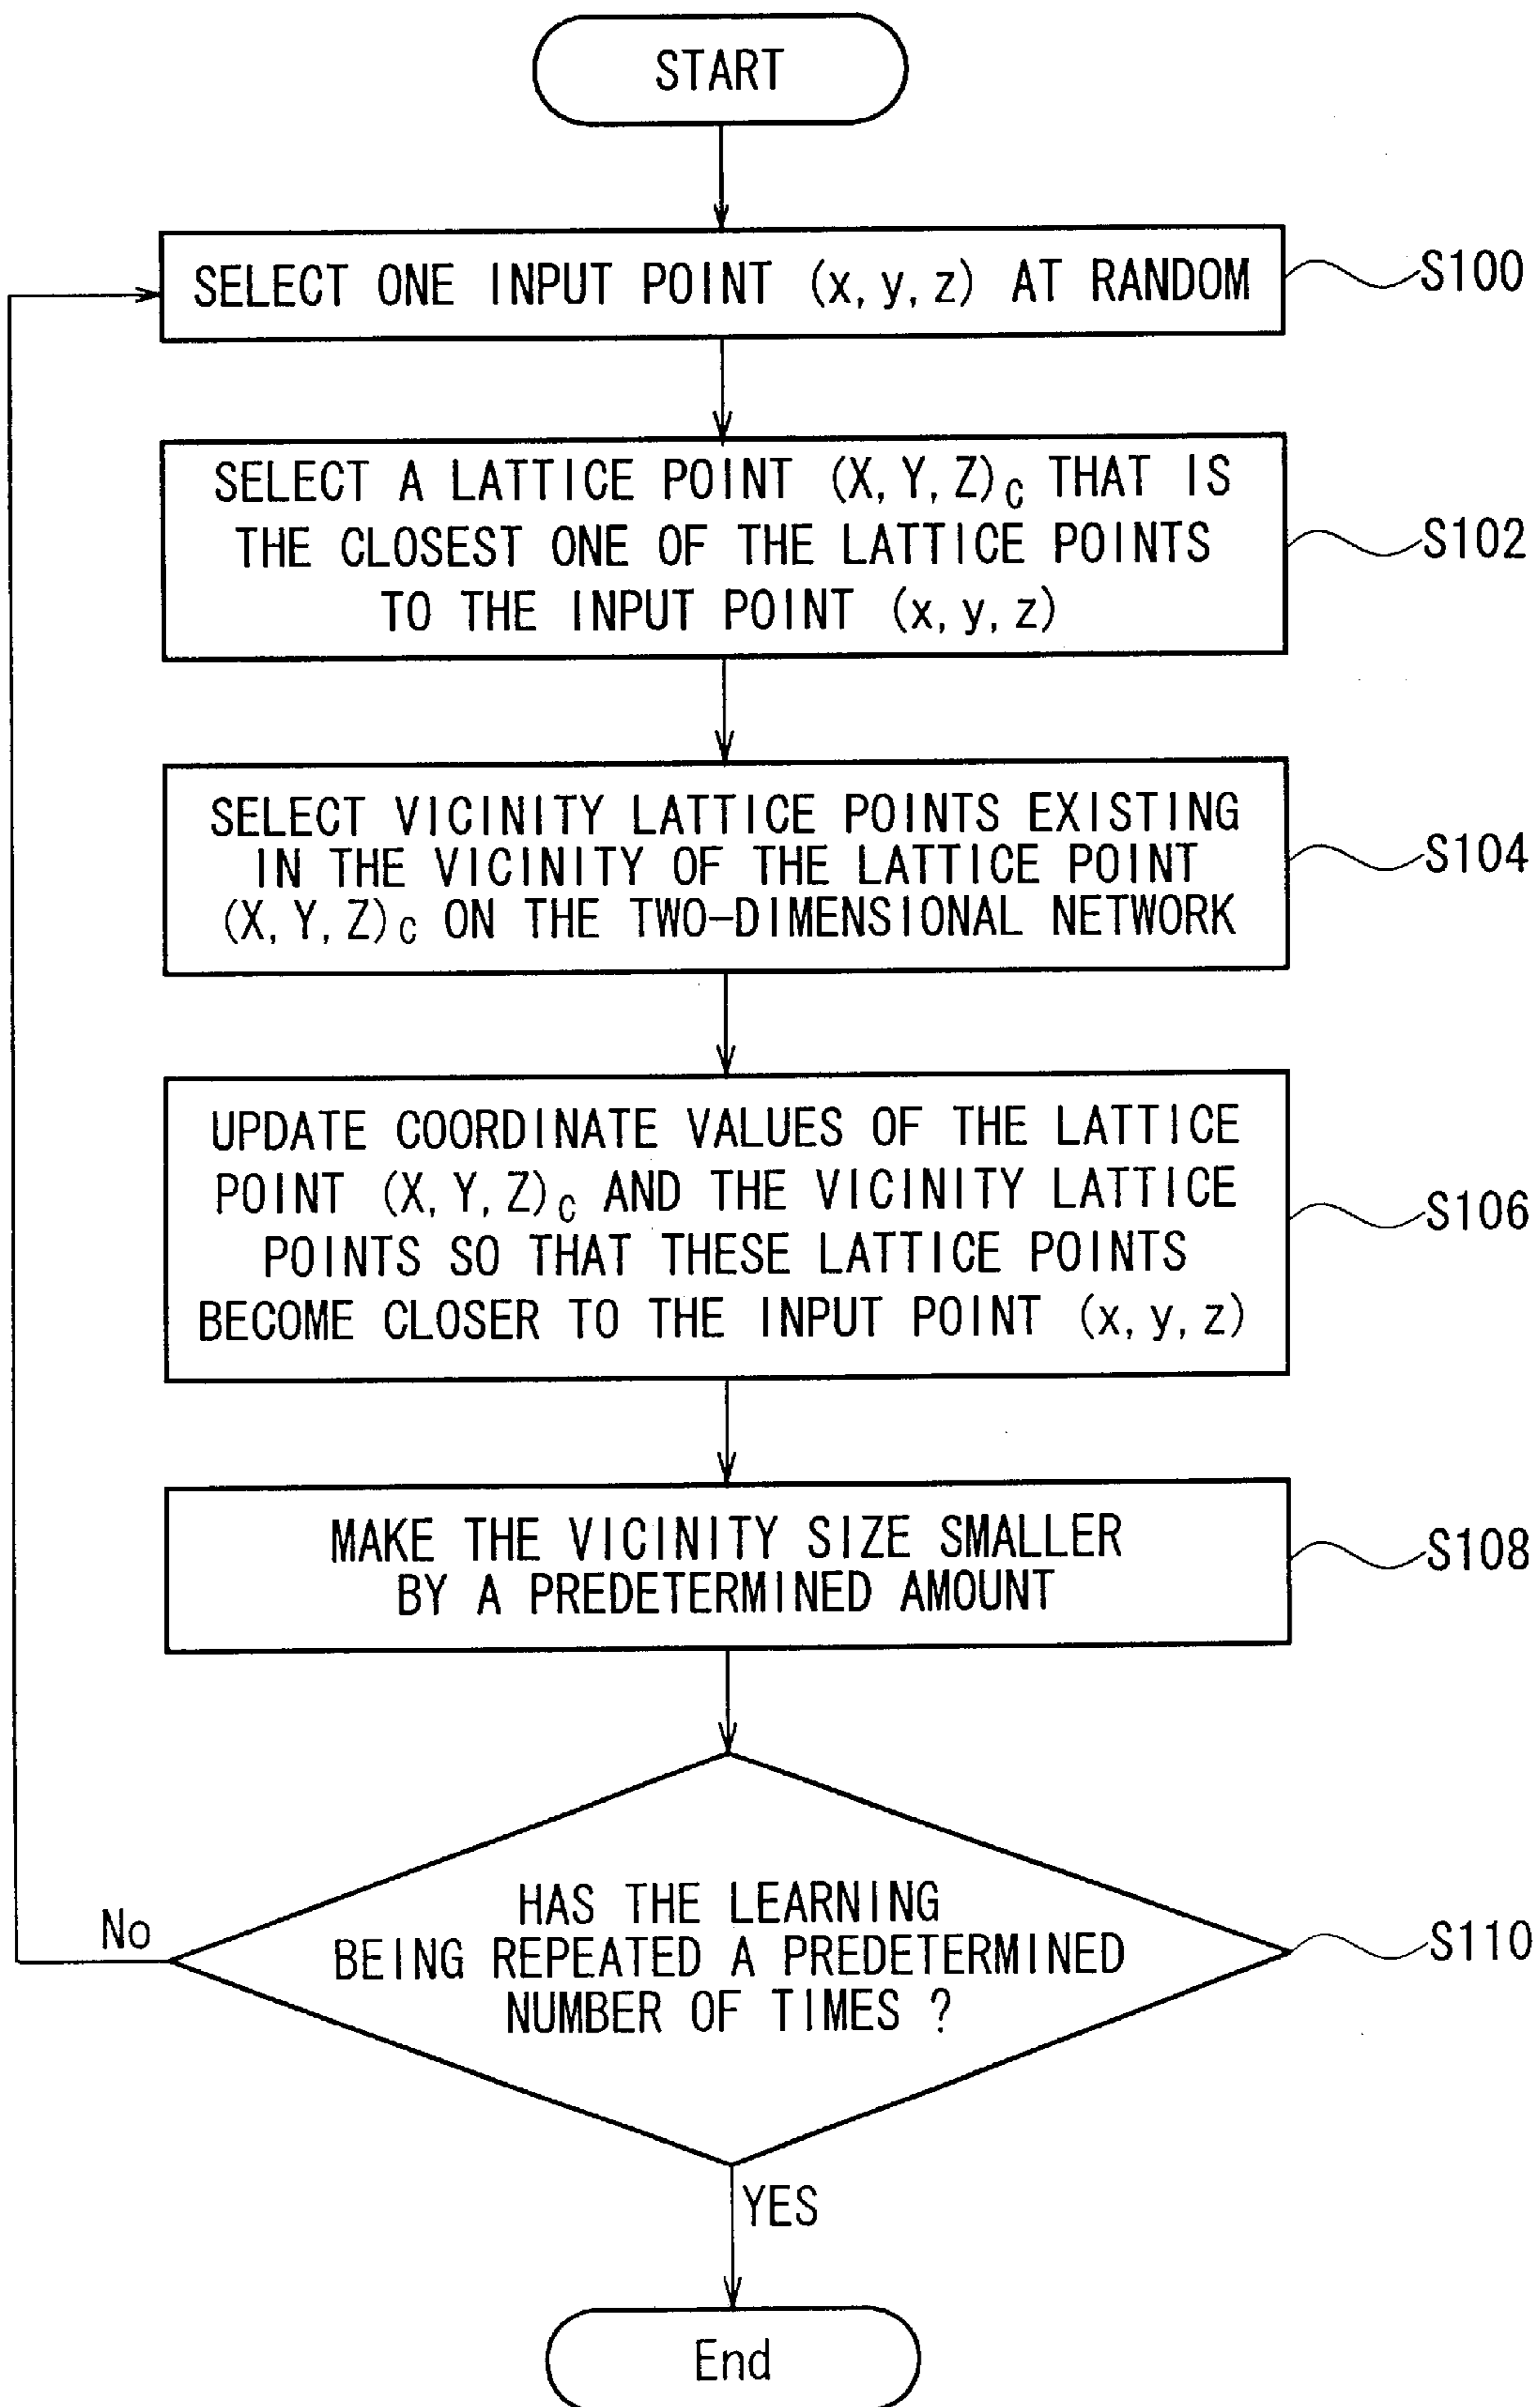 START
SELECT ONE INPUT POINT (x, y, z) AT RANDOM
S100
SELECT A LATTICE POINT (X, Y, Z)C THAT IS
THE CLOSEST ONE OF THE LATTICE POINTS
TO THE INPUT POINT (x, y, z)
S102
SELECT VICINITY LATTICE POINTS EXISTING
IN THE VICINITY OF THE LATTICE POINT
(X, Y, Z)C ON THE TWO-DIMENSIONAL NETWORK
S104
UPDATE COORDINATE VALUES OF THE LATTICE
POINT (X, Y, Z)C AND THE VICINITY LATTICE
POINTS SO THAT THESE LATTICE POINTS
BECOME CLOSER TO THE INPUT POINT (x, y, z)
S106
MAKE THE VICINITY SIZE SMALLER
BY A PREDETERMINED AMOUNT
S108
HAS THE LEARNING
BEING REPEATED A PREDETERMINED
NUMBER OF TIMES ?
S110
No
YES
End